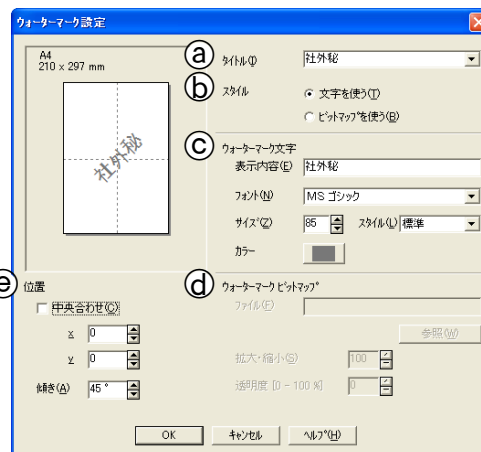 ウォーターマーク設定
A4
210 x 297 mm
社外秘
ⓐ タイトル(I) 社外秘
ⓑ スタイル 文字を使う(T)
ビットマップを使う(B)
ⓒ ウォーターマーク文字
表示内容(E) 社外秘
フォント(N) MS ゴシック
サイズ(Z) 85 スタイル(L) 標準
カラー
ⓔ 位置
中央合わせ(C)
x 0
y 0
傾き(A) 45 °
ⓓ ウォーターマーク ビットマップ
ファイル(F)
参照(W)
拡大・縮小(S) 100
透明度 [0 - 100 %] 0
OK キャンセル ヘルプ(H)